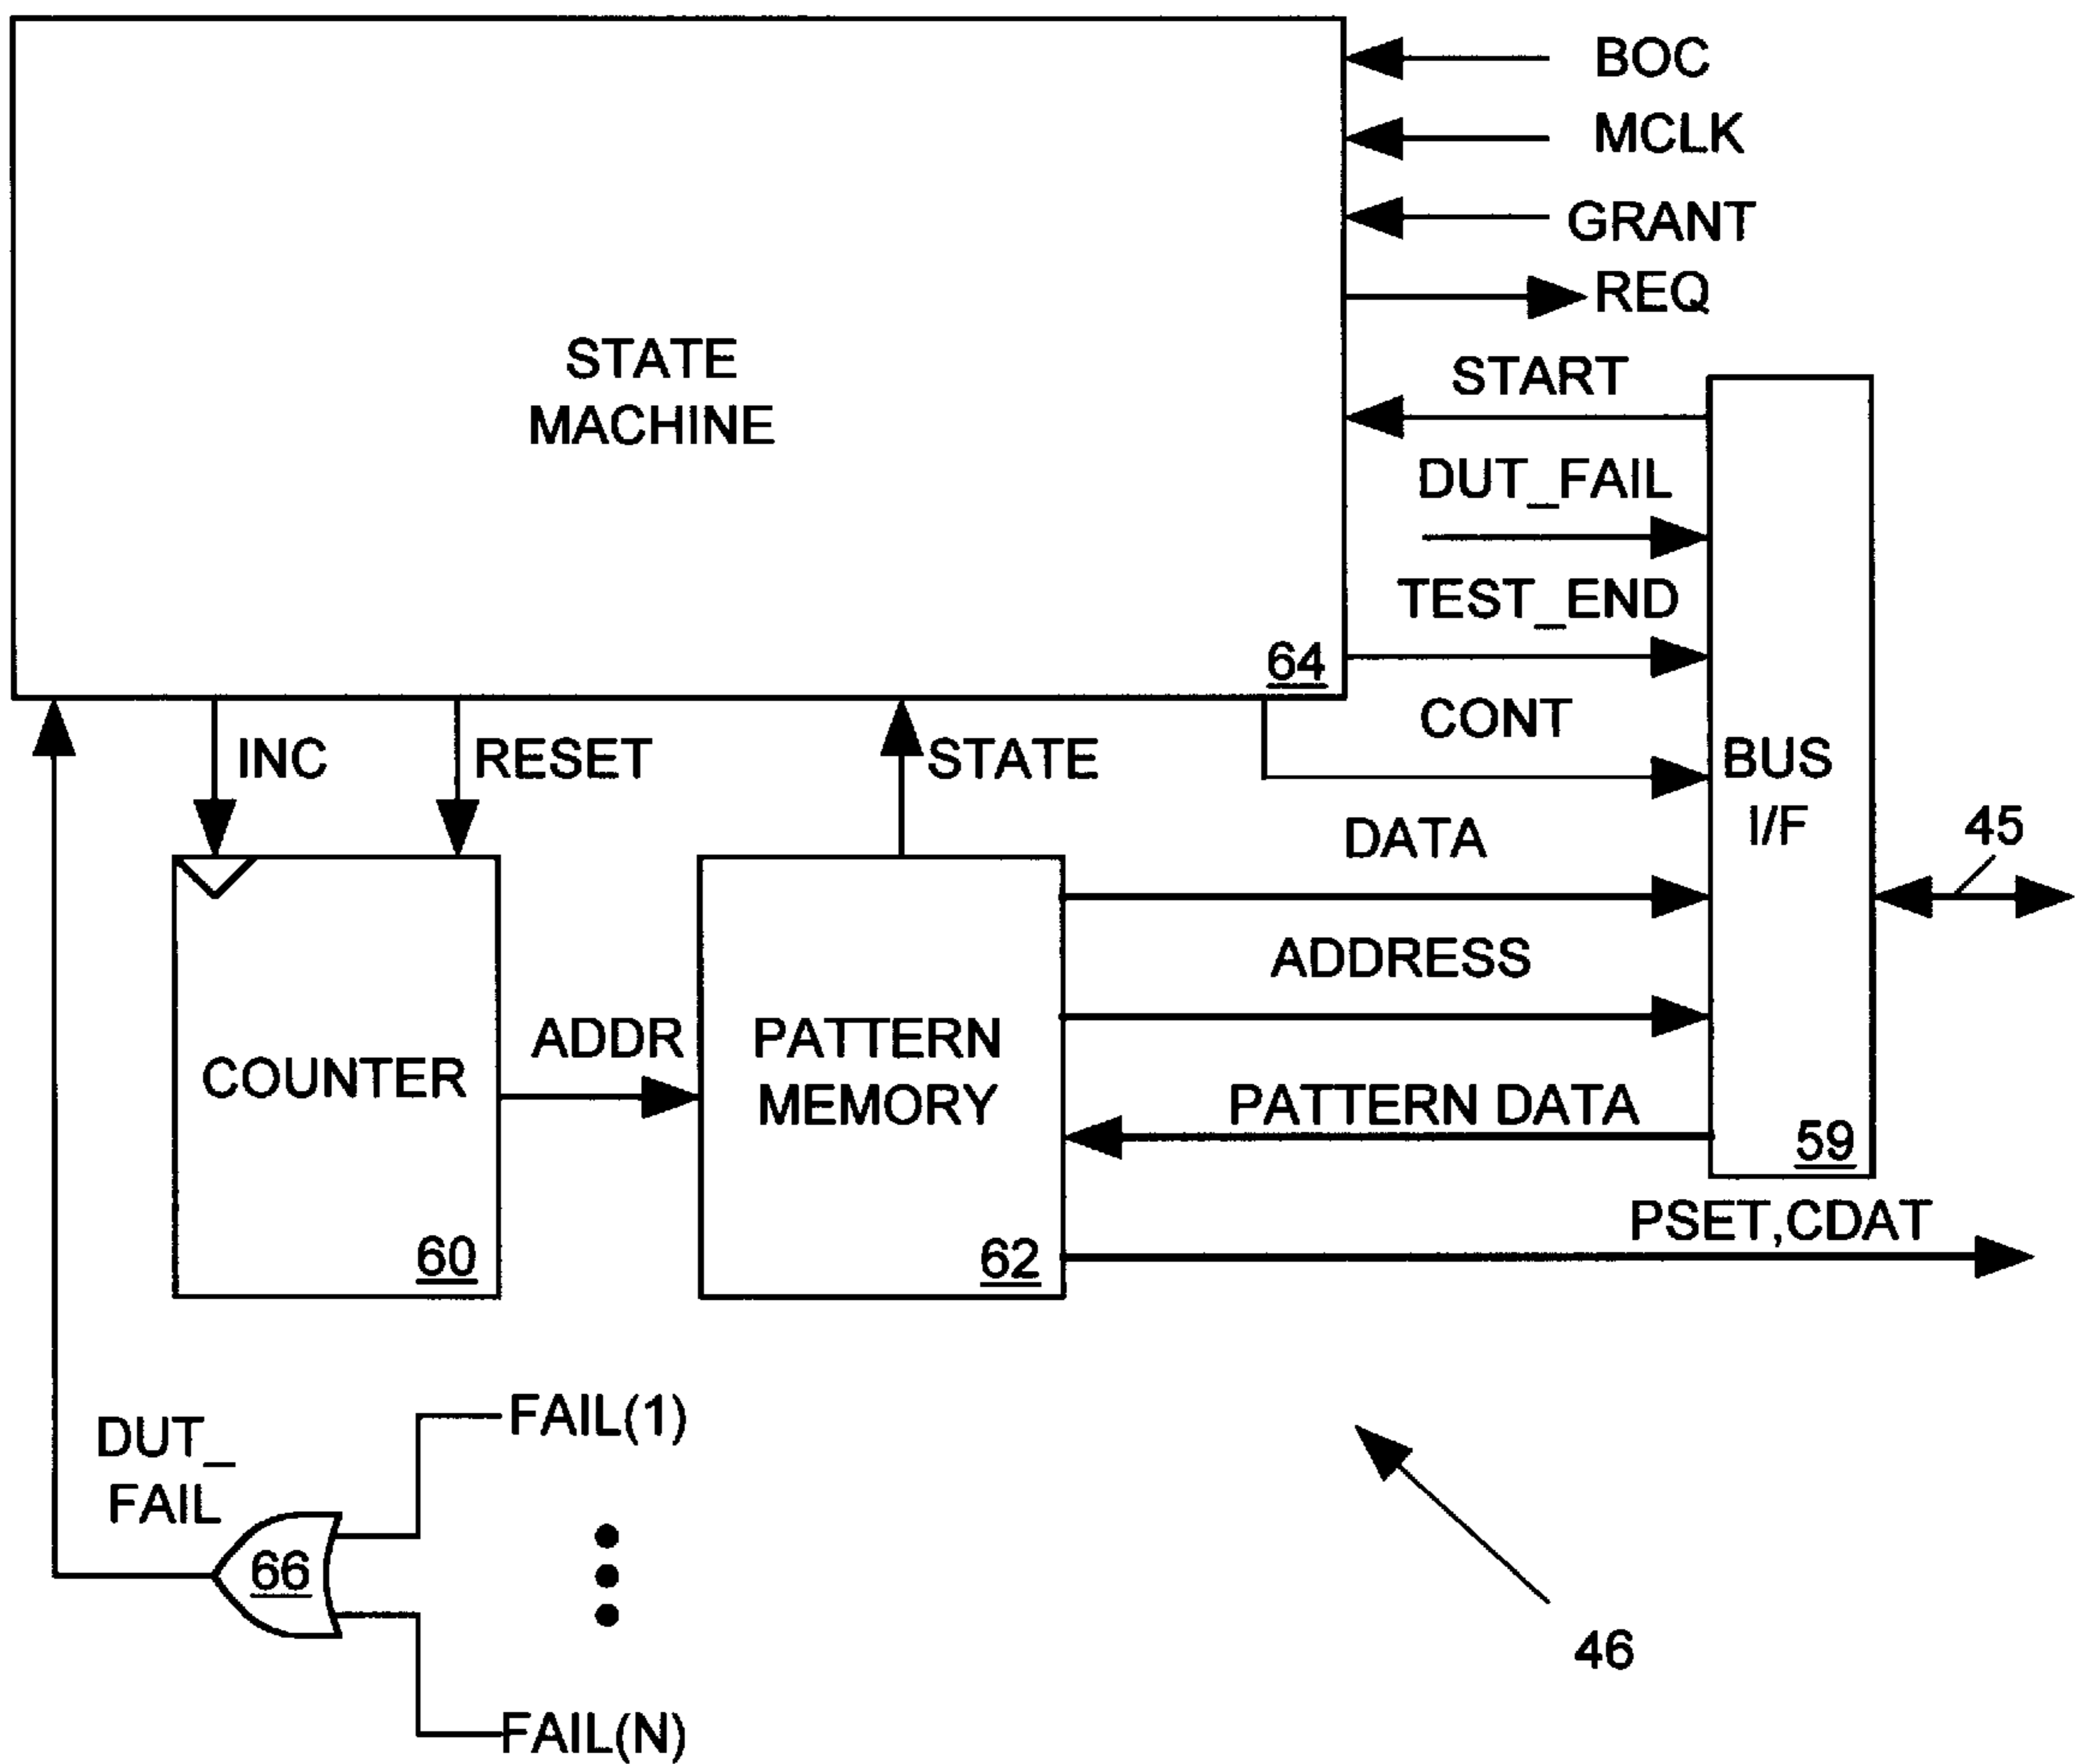 BOC
MCLK
GRANT
REQ
STATE
MACHINE
64
START
DUT_FAIL
TEST_END
CONT
INC
RESET
STATE
BUS
I/F
45
DATA
ADDRESS
ADDR
COUNTER
60
PATTERN
MEMORY
62
PATTERN DATA
59
PSET,CDAT
DUT_
FAIL
66
FAIL(1)
FAIL(N)
46